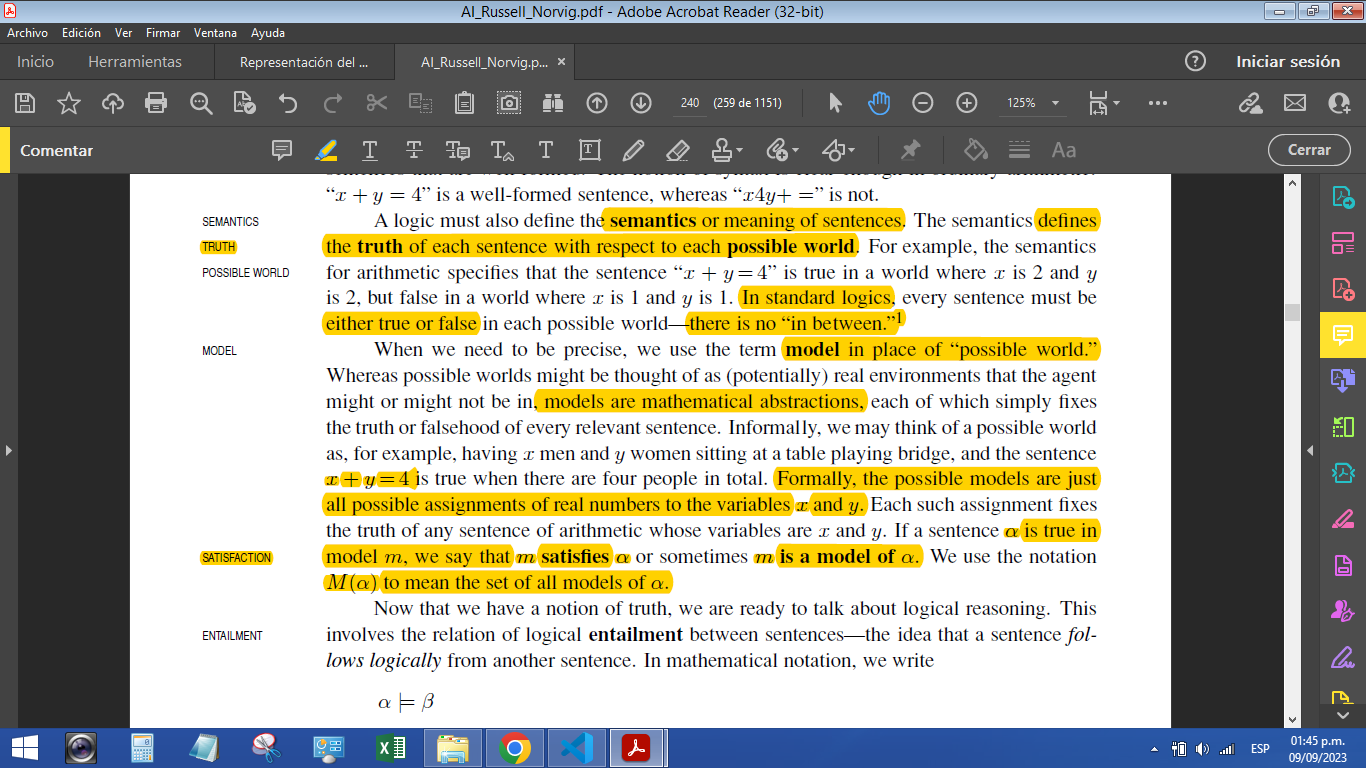 AI_Russell_Norvig.pdf - Adobe Acrobat Reader (32-bit)
Archivo Edición Ver Firmar Ventana Ayuda
Inicio Herramientas Representación del ... AI_Russell_Norvig.p... × Iniciar sesión
240 (259 de 1151) 125%
Comentar Cerrar
“x + y = 4” is a well-formed sentence, whereas “x4y+ =” is not.
SEMANTICS A logic must also define the semantics or meaning of sentences. The semantics defines
TRUTH the truth of each sentence with respect to each possible world. For example, the semantics
POSSIBLE WORLD for arithmetic specifies that the sentence “x + y = 4” is true in a world where x is 2 and y
is 2, but false in a world where x is 1 and y is 1. In standard logics, every sentence must be
either true or false in each possible world—there is no “in between.”1
MODEL When we need to be precise, we use the term model in place of “possible world.”
Whereas possible worlds might be thought of as (potentially) real environments that the agent
might or might not be in, models are mathematical abstractions, each of which simply fixes
the truth or falsehood of every relevant sentence. Informally, we may think of a possible world
as, for example, having x men and y women sitting at a table playing bridge, and the sentence
x + y = 4 is true when there are four people in total. Formally, the possible models are just
all possible assignments of real numbers to the variables x and y. Each such assignment fixes
the truth of any sentence of arithmetic whose variables are x and y. If a sentence α is true in
SATISFACTION model m, we say that m satisfies α or sometimes m is a model of α. We use the notation
M(α) to mean the set of all models of α.
Now that we have a notion of truth, we are ready to talk about logical reasoning. This
ENTAILMENT involves the relation of logical entailment between sentences—the idea that a sentence fol-
lows logically from another sentence. In mathematical notation, we write
α ⊨ β
ESP 01:45 p.m.
09/09/2023